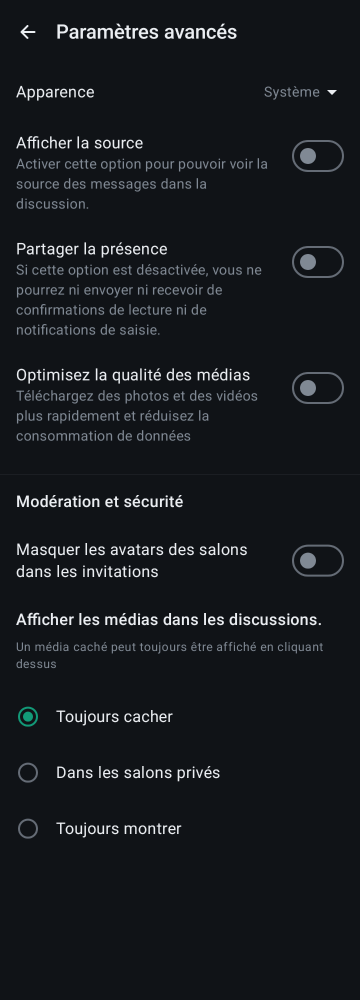 Paramètres avancés
Apparence
Système
Afficher la source
Activer cette option pour pouvoir voir la
source des messages dans la
discussion.
Partager la présence
Si cette option est désactivée, vous ne
pourrez ni envoyer ni recevoir de
confirmations de lecture ni de
notifications de saisie.
Optimisez la qualité des médias
Téléchargez des photos et des vidéos
plus rapidement et réduisez la
consommation de données
Modération et sécurité
Masquer les avatars des salons
dans les invitations
Afficher les médias dans les discussions.
Un média caché peut toujours être affiché en cliquant
dessus
Toujours cacher
Dans les salons privés
Toujours montrer